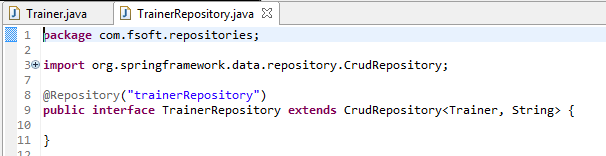 Trainer.java TrainerRepository.java
1 package com.fsoft.repositories;
2
3 import org.springframework.data.repository.CrudRepository;
7
8 @Repository("trainerRepository")
9 public interface TrainerRepository extends CrudRepository<Trainer, String> {
10
11 }